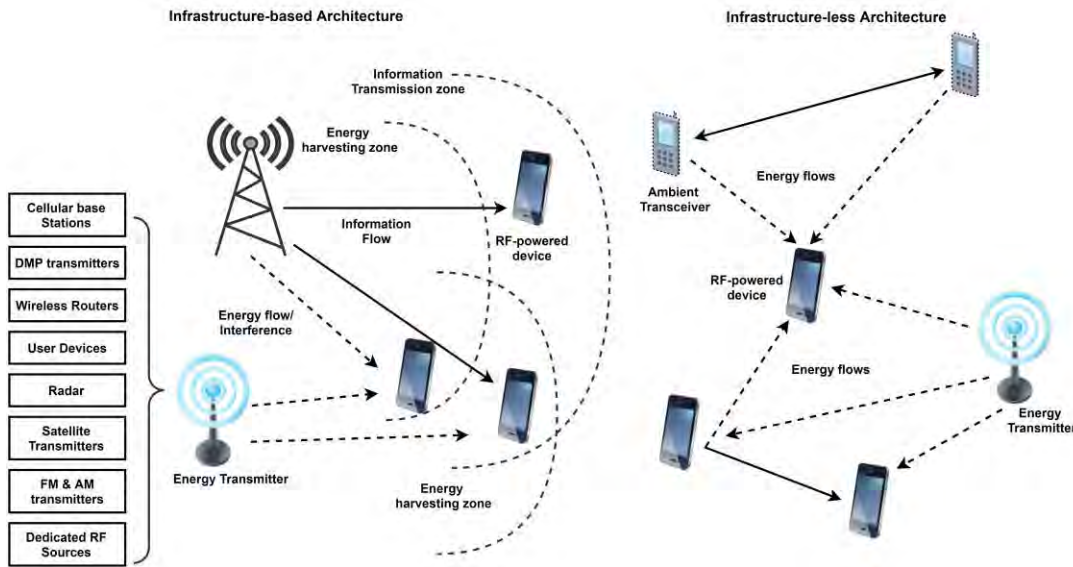 Infrastructure-based Architecture
Infrastructure-less Architecture
Information
Transmission zone
Energy
harvesting zone
Cellular base
Stations
DMP transmitters
Wireless Routers
User Devices
Radar
Satellite
Transmitters
FM & AM
transmitters
Dedicated RF
Sources
Information
Flow
RF-powered
device
Energy flow/
Interference
Energy Transmitter
Energy
harvesting zone
Ambient
Transceiver
Energy flows
RF-powered
device
Energy flows
Energy
Transmitter